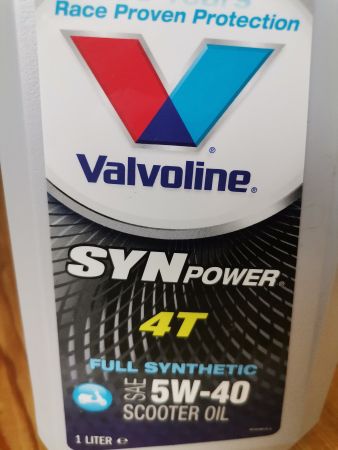 Race Proven Protection
Valvoline®
SYNPOWER®
4T
FULL SYNTHETIC
SAE 5W-40
SCOOTER OIL
1 LITER e